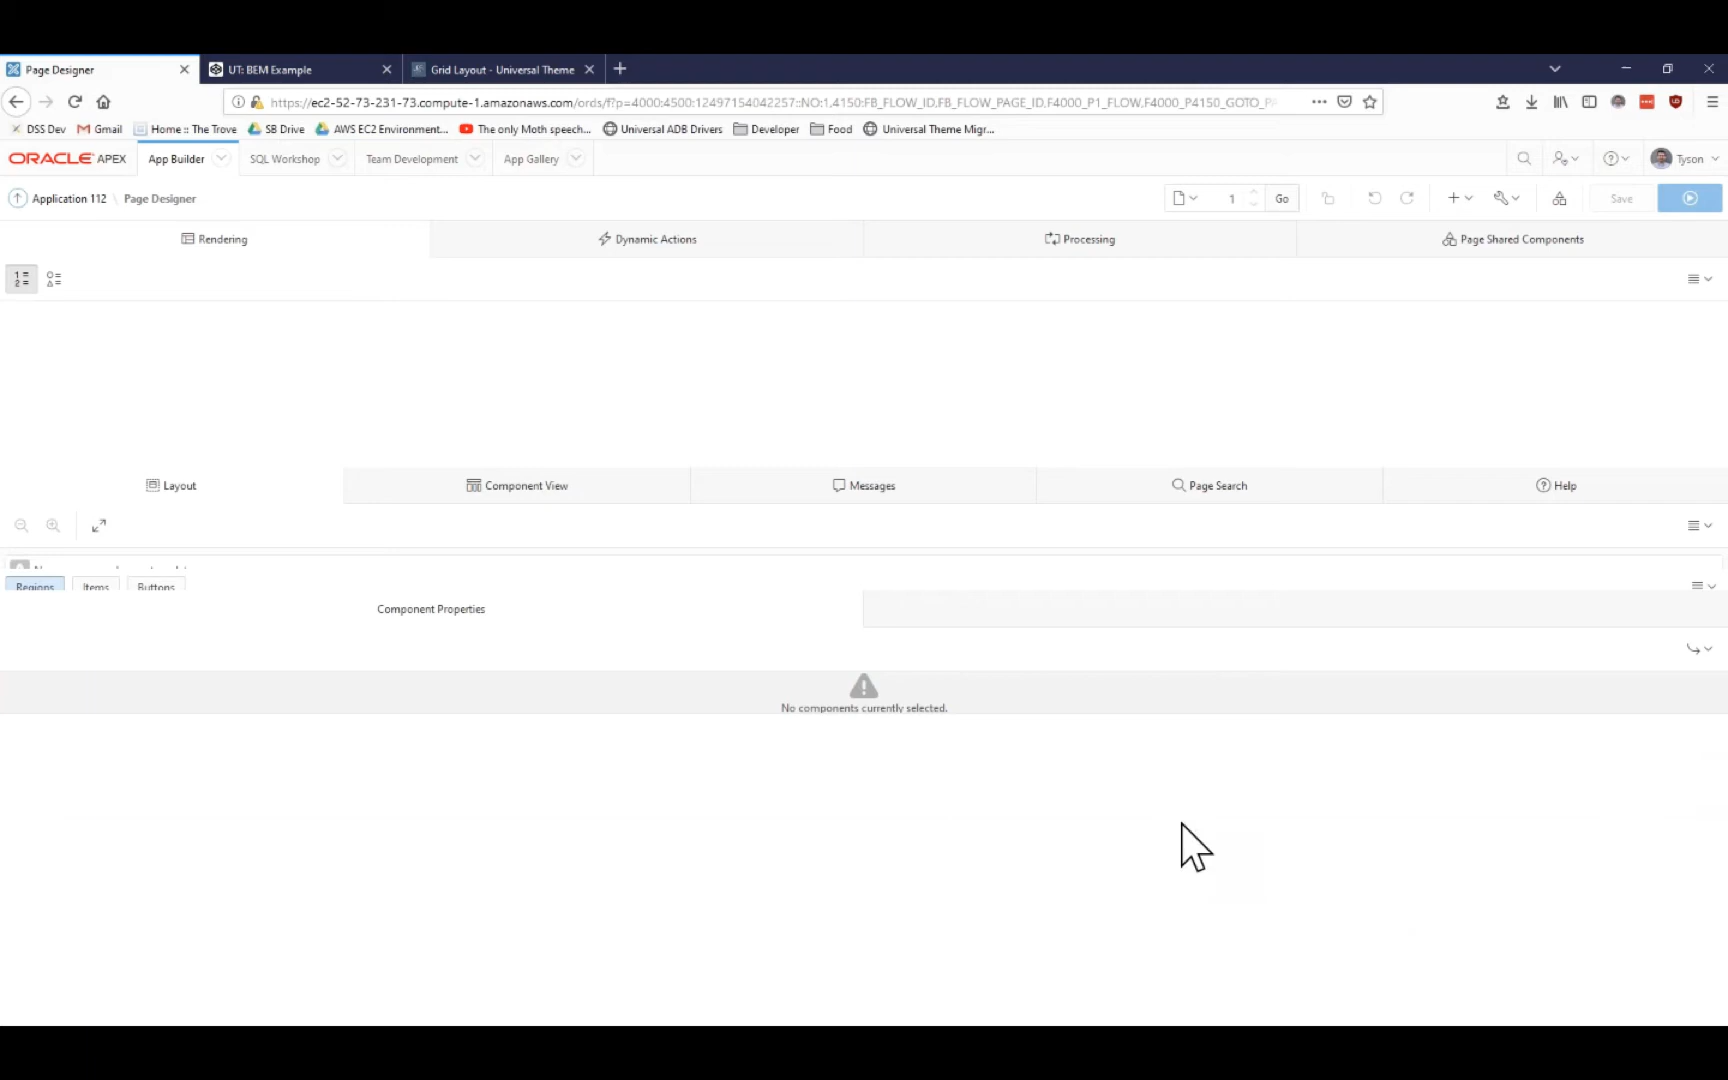 Page Designer
UT: BEM Example
Grid Layout - Universal Theme
https://ec2-52-73-231-73.compute-1.amazonaws.com/ords/f?p=4000:4500:12497154042257::NO:1,4150:FB_FLOW_ID,FB_FLOW_PAGE_ID,F4000_P1_FLOW,F4000_P4150_GOTO_PA
DSS Dev
Gmail
Home :: The Trove
SB Drive
AWS EC2 Environment...
The only Moth speech...
Universal ADB Drivers
Developer
Food
Universal Theme Migr...
ORACLE APEX
App Builder
SQL Workshop
Team Development
App Gallery
Tyson
Application 112 \ Page Designer
1
Go
Save
Rendering
Dynamic Actions
Processing
Page Shared Components
Layout
Component View
Messages
Page Search
Help
Regions
Items
Buttons
Component Properties
No components currently selected.